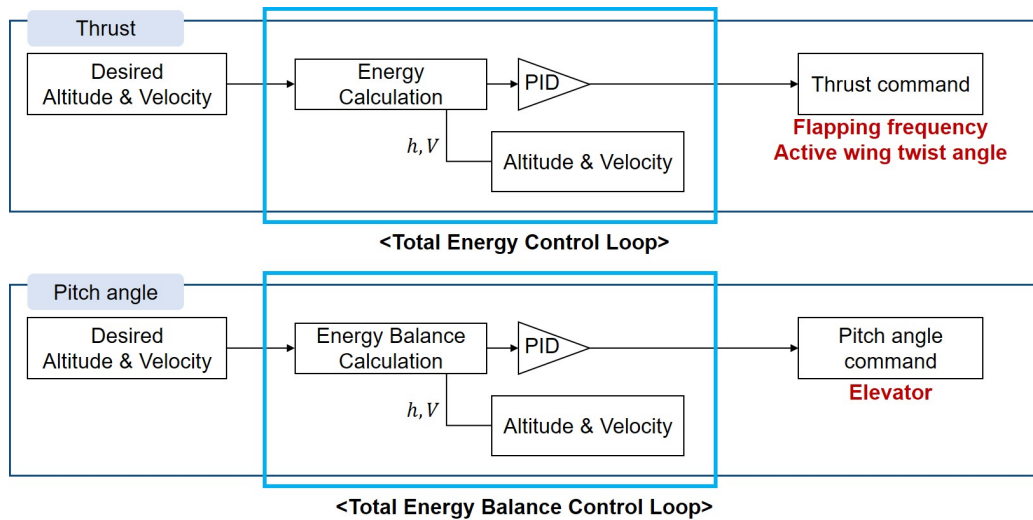 Thrust
Desired
Altitude & Velocity
Energy
Calculation
PID
Thrust command
Flapping frequency
Active wing twist angle
h, V
Altitude & Velocity
<Total Energy Control Loop>
Pitch angle
Desired
Altitude & Velocity
Energy Balance
Calculation
PID
Pitch angle
command
Elevator
h, V
Altitude & Velocity
<Total Energy Balance Control Loop>